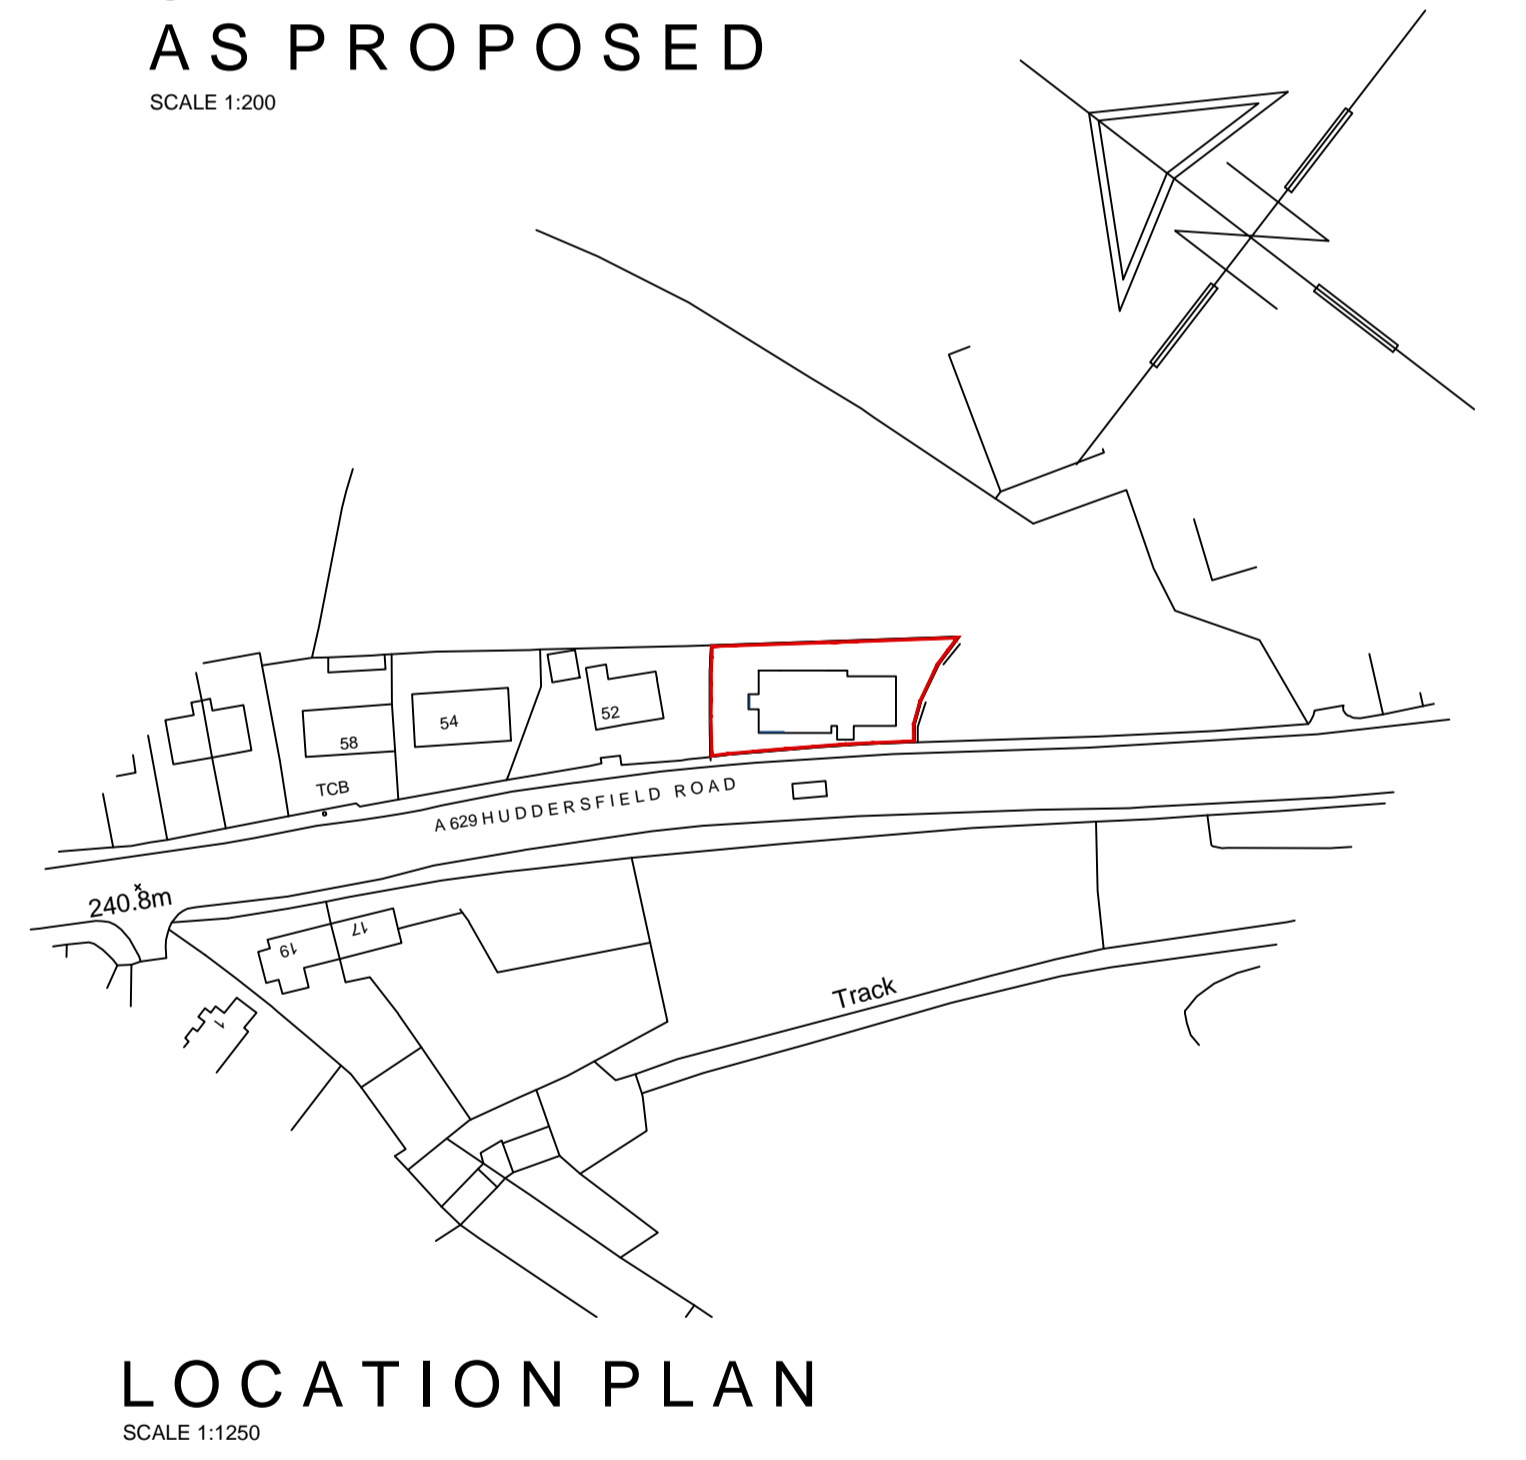 AS PROPOSED
SCALE 1:200
N
52
54
58
TCB
A 629 HUDDERSFIELD ROAD
240.8m
17
19
1
Track
LOCATION PLAN
SCALE 1:1250